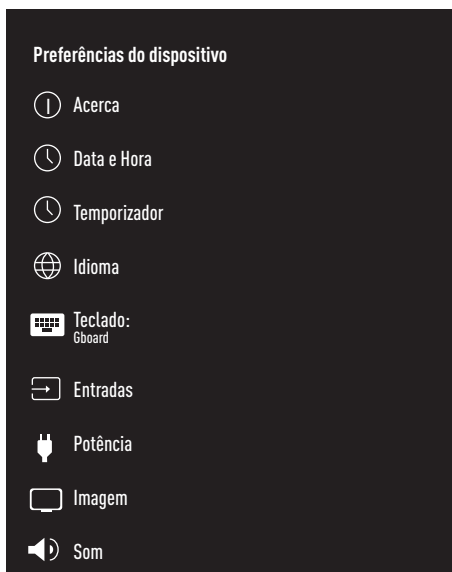 Preferências do dispositivo
Acerca
Data e Hora
Temporizador
Idioma
Teclado:
Gboard
Entradas
Potência
Imagem
Som